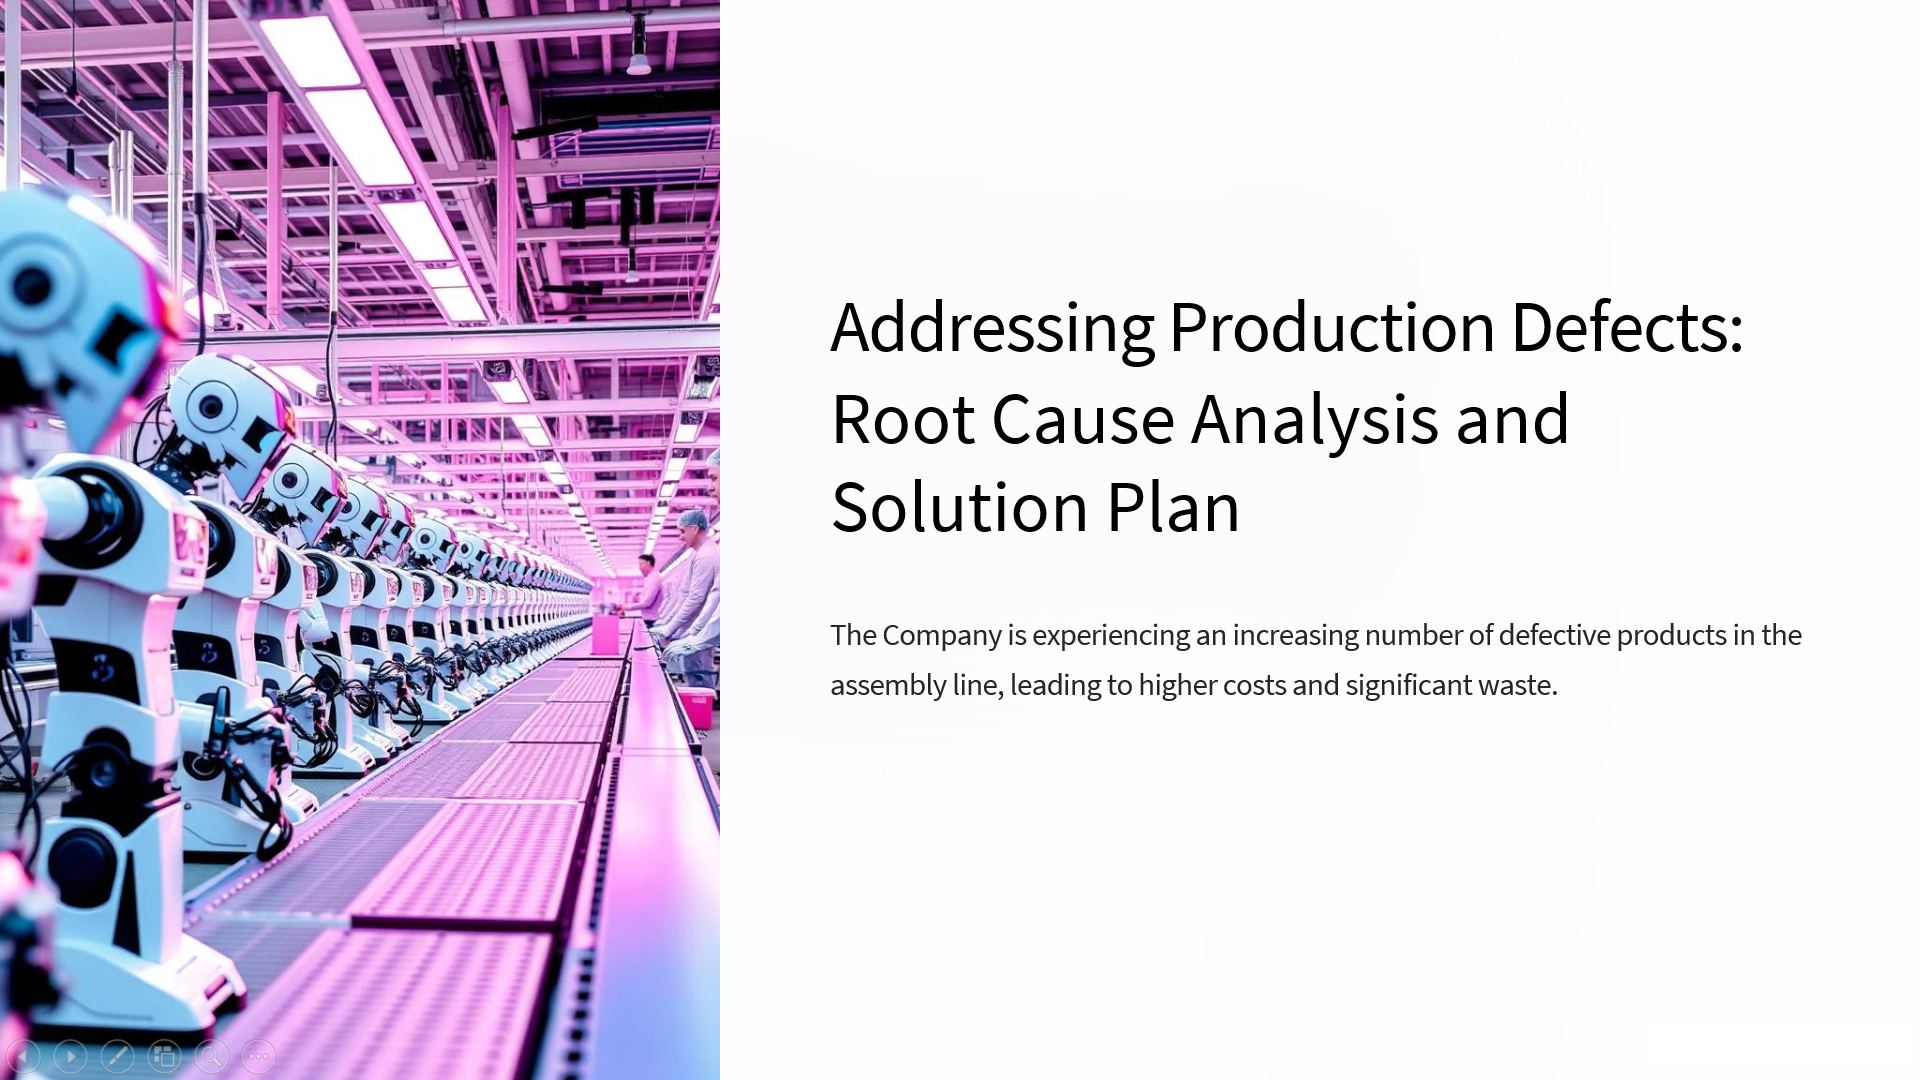 Addressing Production Defects:
Root Cause Analysis and
Solution Plan
The Company is experiencing an increasing number of defective products in the
assembly line, leading to higher costs and significant waste.